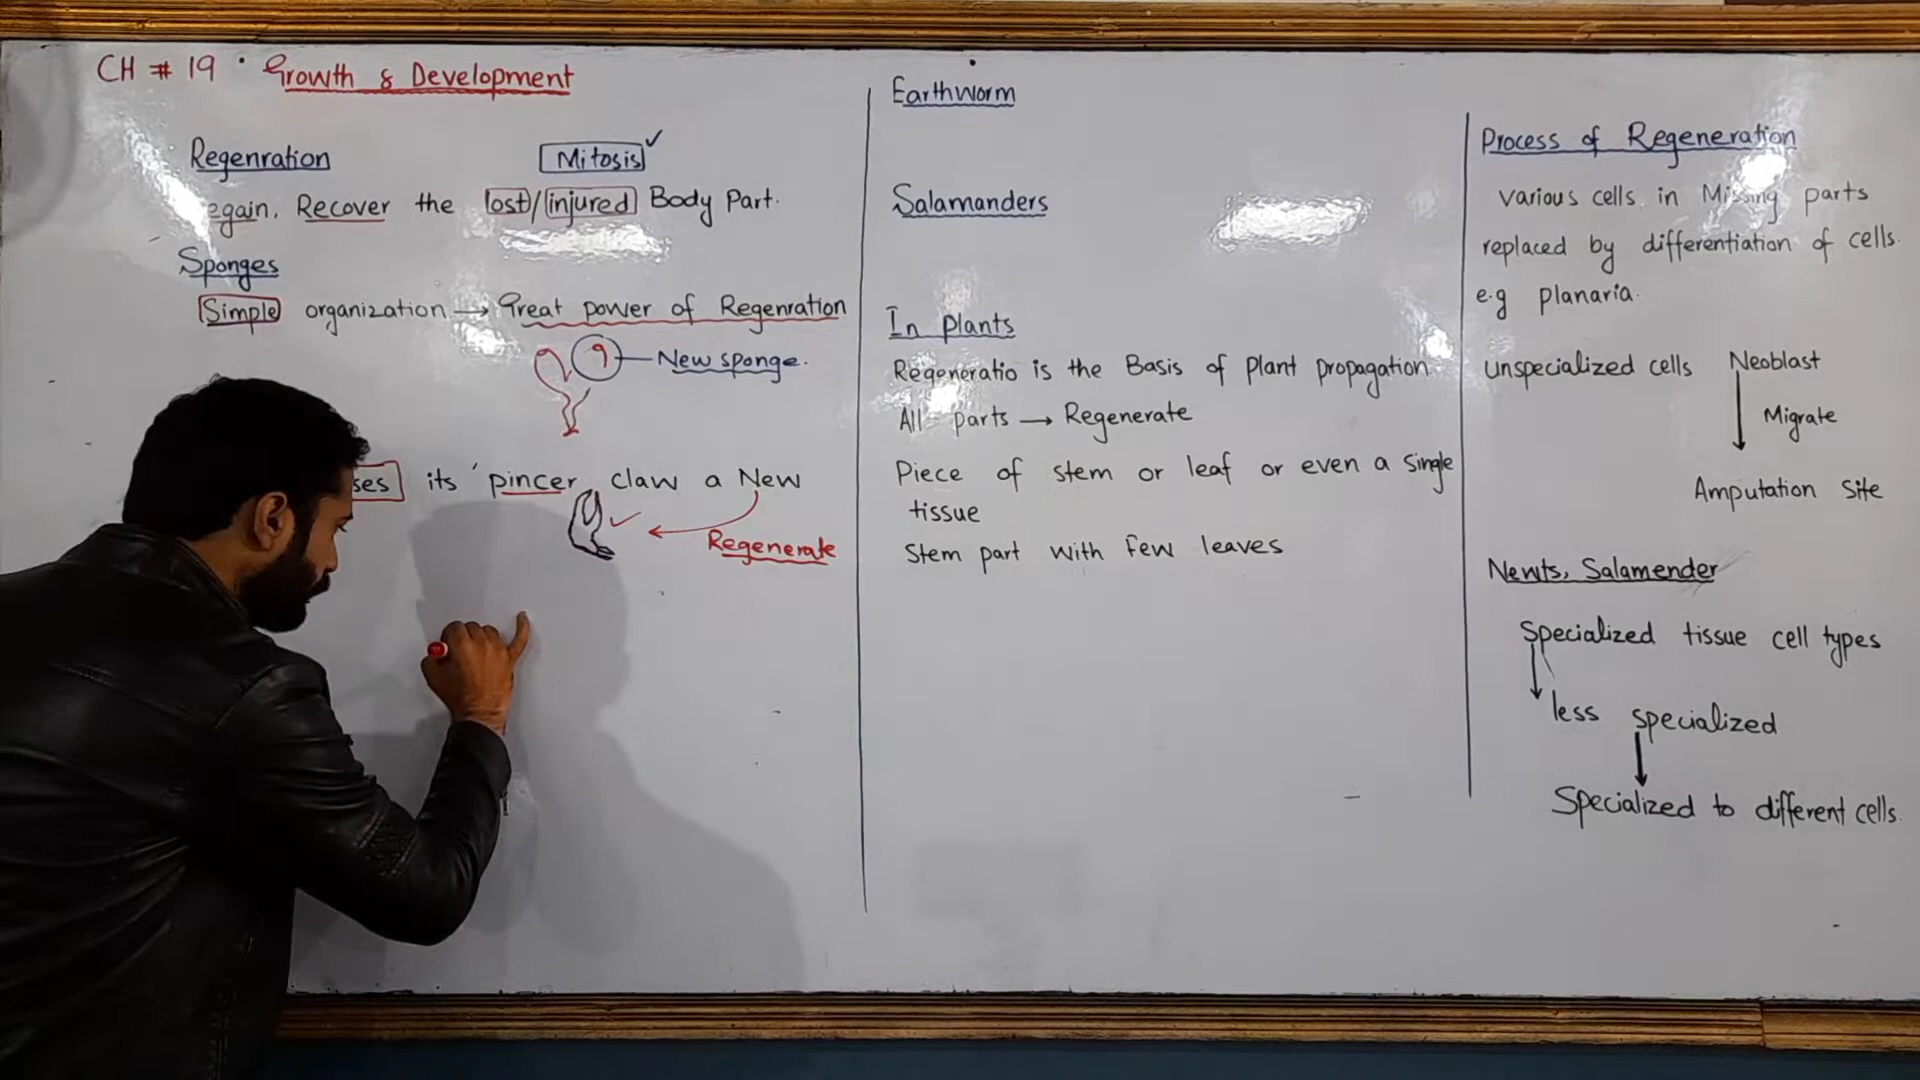 CH # 19 . Growth & Development
Regenration
Mitosis ✓
egain. Recover the lost/injured Body Part.
Sponges
Simple organization → Great power of Regenration
New sponge.
ses its pincer claw a New
Regenerate
Earthworm
Salamanders
In plants
Regeneratio is the Basis of plant propagation.
All parts → Regenerate
Piece of stem or leaf or even a single
tissue
Stem part with few leaves
Process of Regeneration
various cells in Missing parts
replaced by differentiation of cells.
e.g planaria.
unspecialized cells Neoblast
Migrate
Amputation site
Newts, Salamender
Specialized tissue cell types
less specialized
Specialized to different cells.